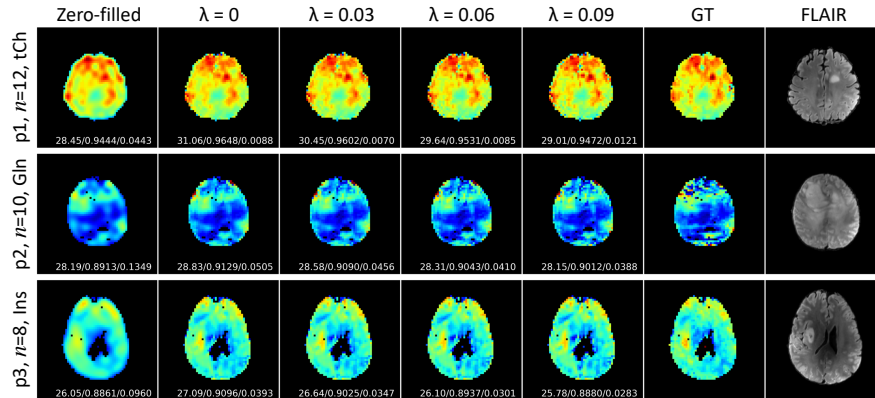 Zero-filled λ = 0 λ = 0.03 λ = 0.06 λ = 0.09 GT FLAIR
p1, n=12, tCh
28.45/0.9444/0.0443 31.06/0.9648/0.0088 30.45/0.9602/0.0070 29.64/0.9531/0.0085 29.01/0.9472/0.0121
p2, n=10, Gln
28.19/0.8913/0.1349 28.83/0.9129/0.0505 28.58/0.9090/0.0456 28.31/0.9043/0.0410 28.15/0.9012/0.0388
p3, n=8, Ins
26.05/0.8861/0.0960 27.09/0.9096/0.0393 26.64/0.9025/0.0347 26.10/0.8937/0.0301 25.78/0.8880/0.0283